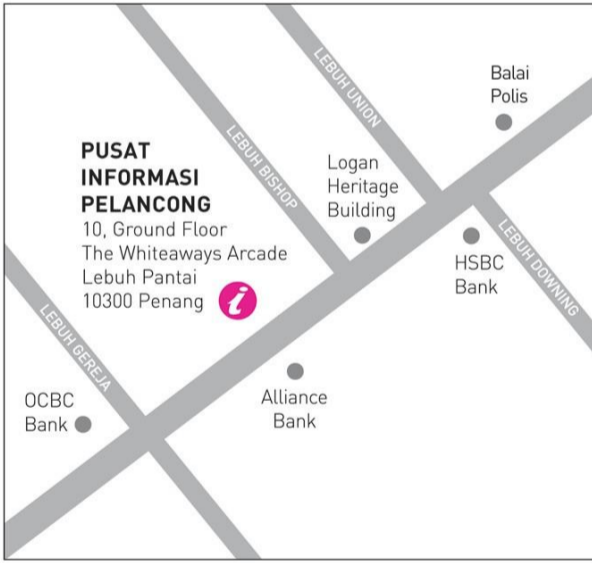 Balai
Polis
LEBUH UNION
LEBUH BISHOP
Logan
Heritage
Building
PUSAT
INFORMASI
PELANCONG
10, Ground Floor
The Whiteaways Arcade
Lebuh Pantai
10300 Penang
i
HSBC
Bank
LEBUH DOWNING
LEBUH GEREJA
OCBC
Bank
Alliance
Bank